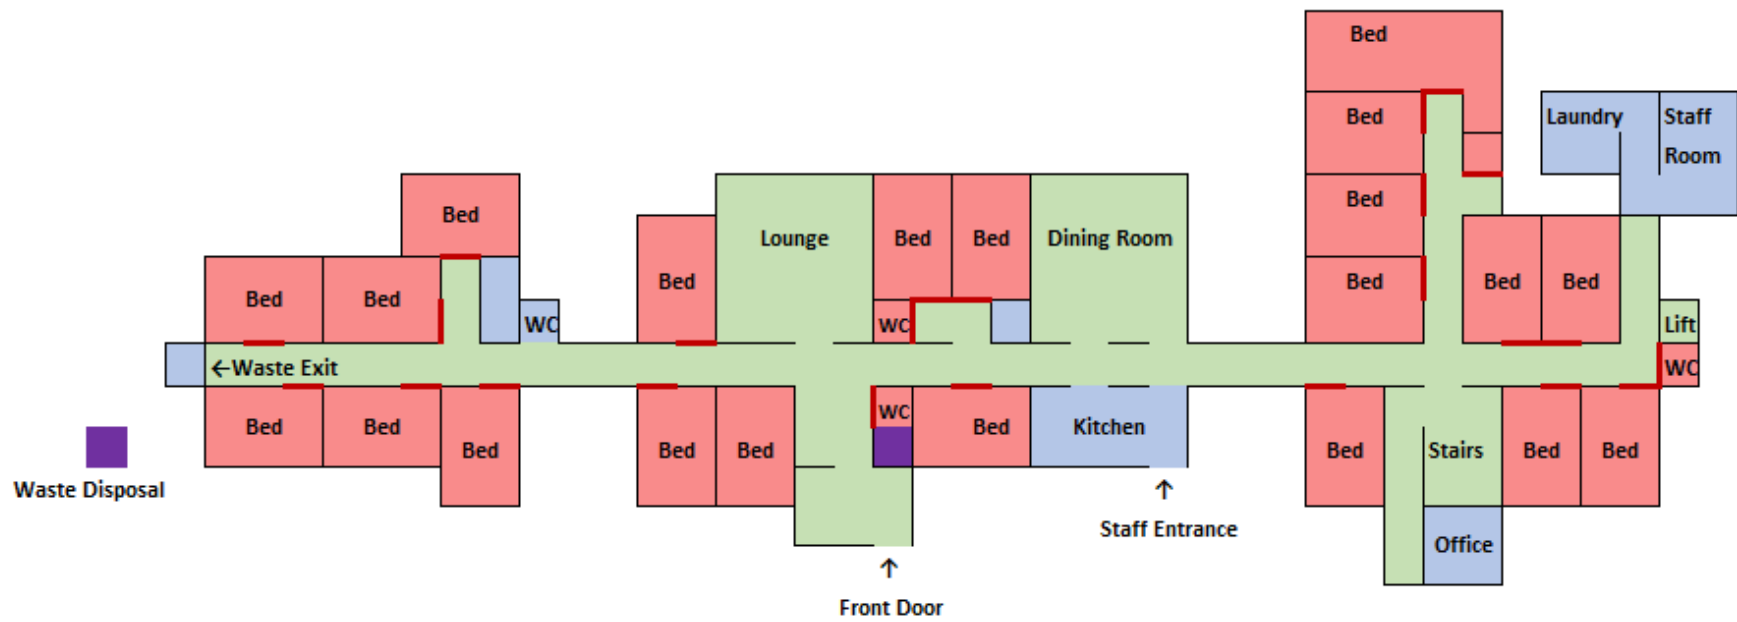 Bed
Bed
Laundry
Staff
Room
Bed
Bed
Lounge
Bed
Bed
Dining Room
Bed
Bed
Bed
Bed
Bed
Bed
WC
WC
Lift
←Waste Exit
WC
WC
Bed
Bed
Bed
Bed
Bed
Bed
Kitchen
Bed
Stairs
Bed
Bed
Waste Disposal
↑
Staff Entrance
Office
↑
Front Door